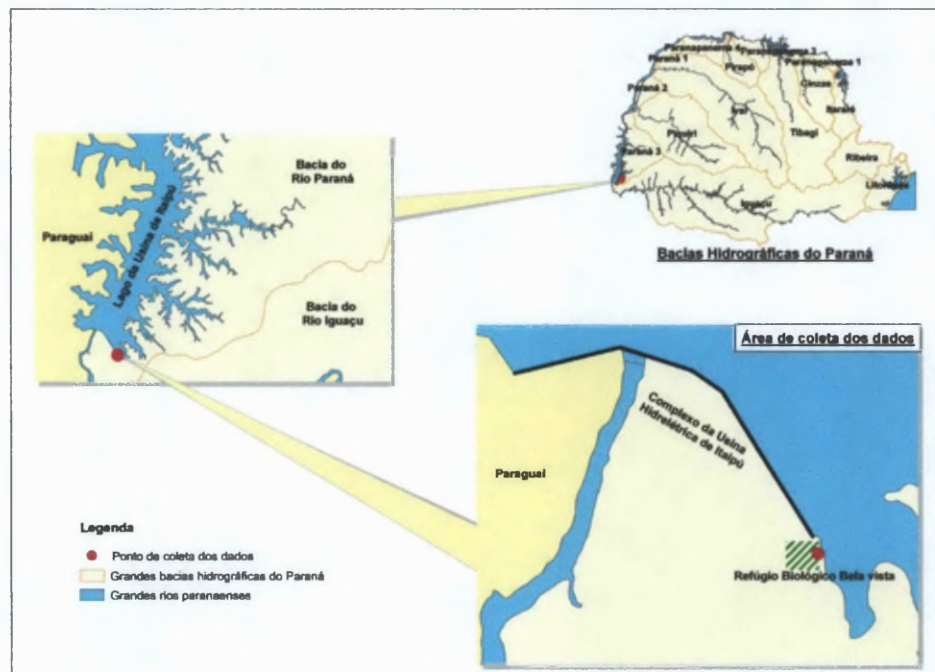 Paranapanema 4
Paranapanema 3
Paranapanema 1
Paraná 1
Pirapó
Cinzas
Paraná 2
Itararé
Ivaí
Piquiri
Tibagi
Paraná 3
Ribeira
Litorânea
Iguaçu
Bacias Hidrográficas do Paraná
Bacia do
Rio Paraná
Lago da Usina de Itaipú
Paraguai
Bacia do
Rio Iguaçu
Área de coleta dos dados
Complexo da Usina
Hidrelétrica de Itaipú
Paraguai
Refúgio Biológico Bela vista
Legenda
Ponto de coleta dos dados
Grandes bacias hidrográficas do Paraná
Grandes rios paranaenses